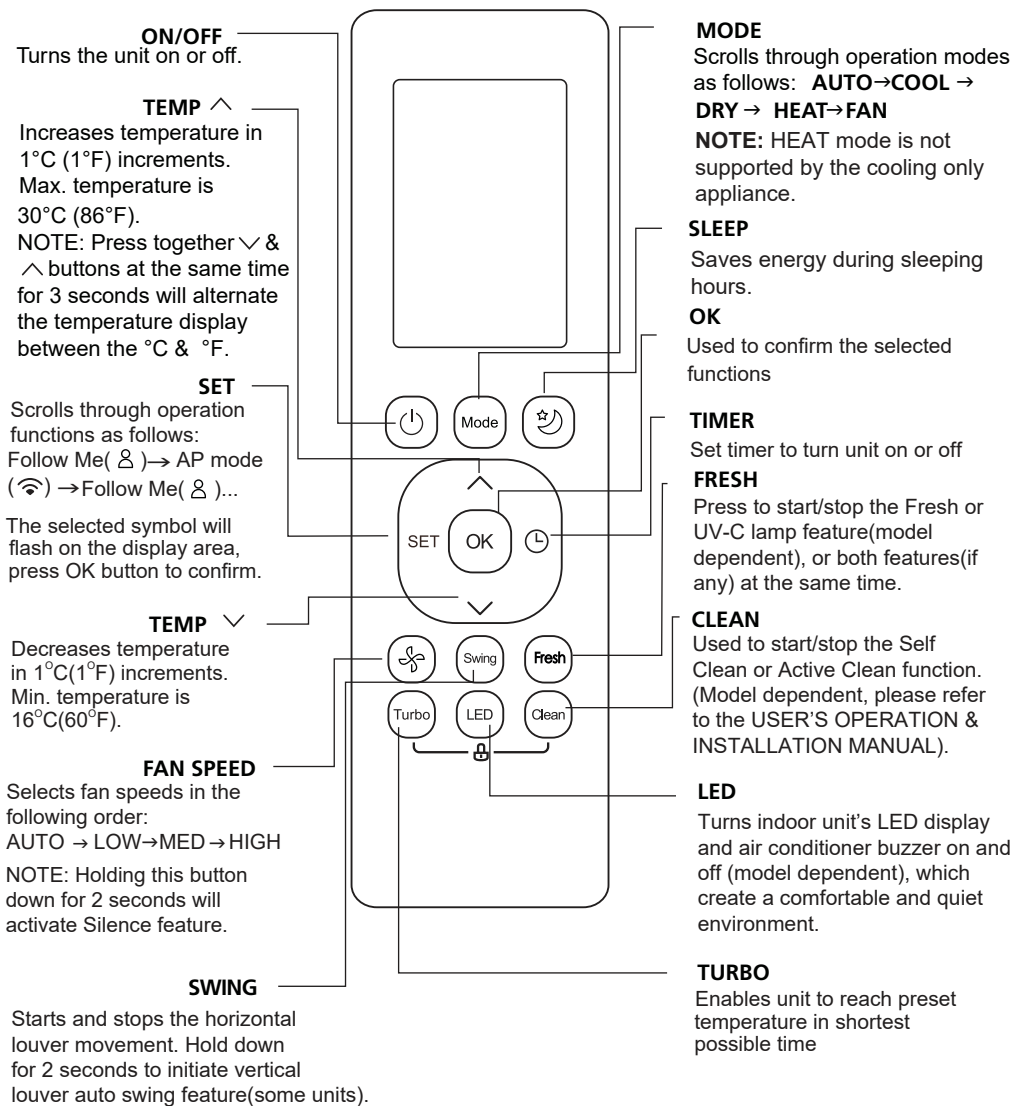 ON/OFF
Turns the unit on or off.
TEMP ︿
Increases temperature in
1°C (1°F) increments.
Max. temperature is
30°C (86°F).
NOTE: Press together ﹀ &
︿ buttons at the same time
for 3 seconds will alternate
the temperature display
between the °C & °F.
SET
Scrolls through operation
functions as follows:
Follow Me( )→ AP mode
( ) →Follow Me( )...
The selected symbol will
flash on the display area,
press OK button to confirm.
TEMP ﹀
Decreases temperature
in 1°C(1°F) increments.
Min. temperature is
16°C(60°F).
FAN SPEED
Selects fan speeds in the
following order:
AUTO → LOW→MED→HIGH
NOTE: Holding this button
down for 2 seconds will
activate Silence feature.
SWING
Starts and stops the horizontal
louver movement. Hold down
for 2 seconds to initiate vertical
louver auto swing feature(some units).
Mode
SET
OK
Swing
Fresh
Turbo
LED
Clean
MODE
Scrolls through operation modes
as follows: AUTO→COOL →
DRY → HEAT→FAN
NOTE: HEAT mode is not
supported by the cooling only
appliance.
SLEEP
Saves energy during sleeping
hours.
OK
Used to confirm the selected
functions
TIMER
Set timer to turn unit on or off
FRESH
Press to start/stop the Fresh or
UV-C lamp feature(model
dependent), or both features(if
any) at the same time.
CLEAN
Used to start/stop the Self
Clean or Active Clean function.
(Model dependent, please refer
to the USER'S OPERATION &
INSTALLATION MANUAL).
LED
Turns indoor unit's LED display
and air conditioner buzzer on and
off (model dependent), which
create a comfortable and quiet
environment.
TURBO
Enables unit to reach preset
temperature in shortest
possible time